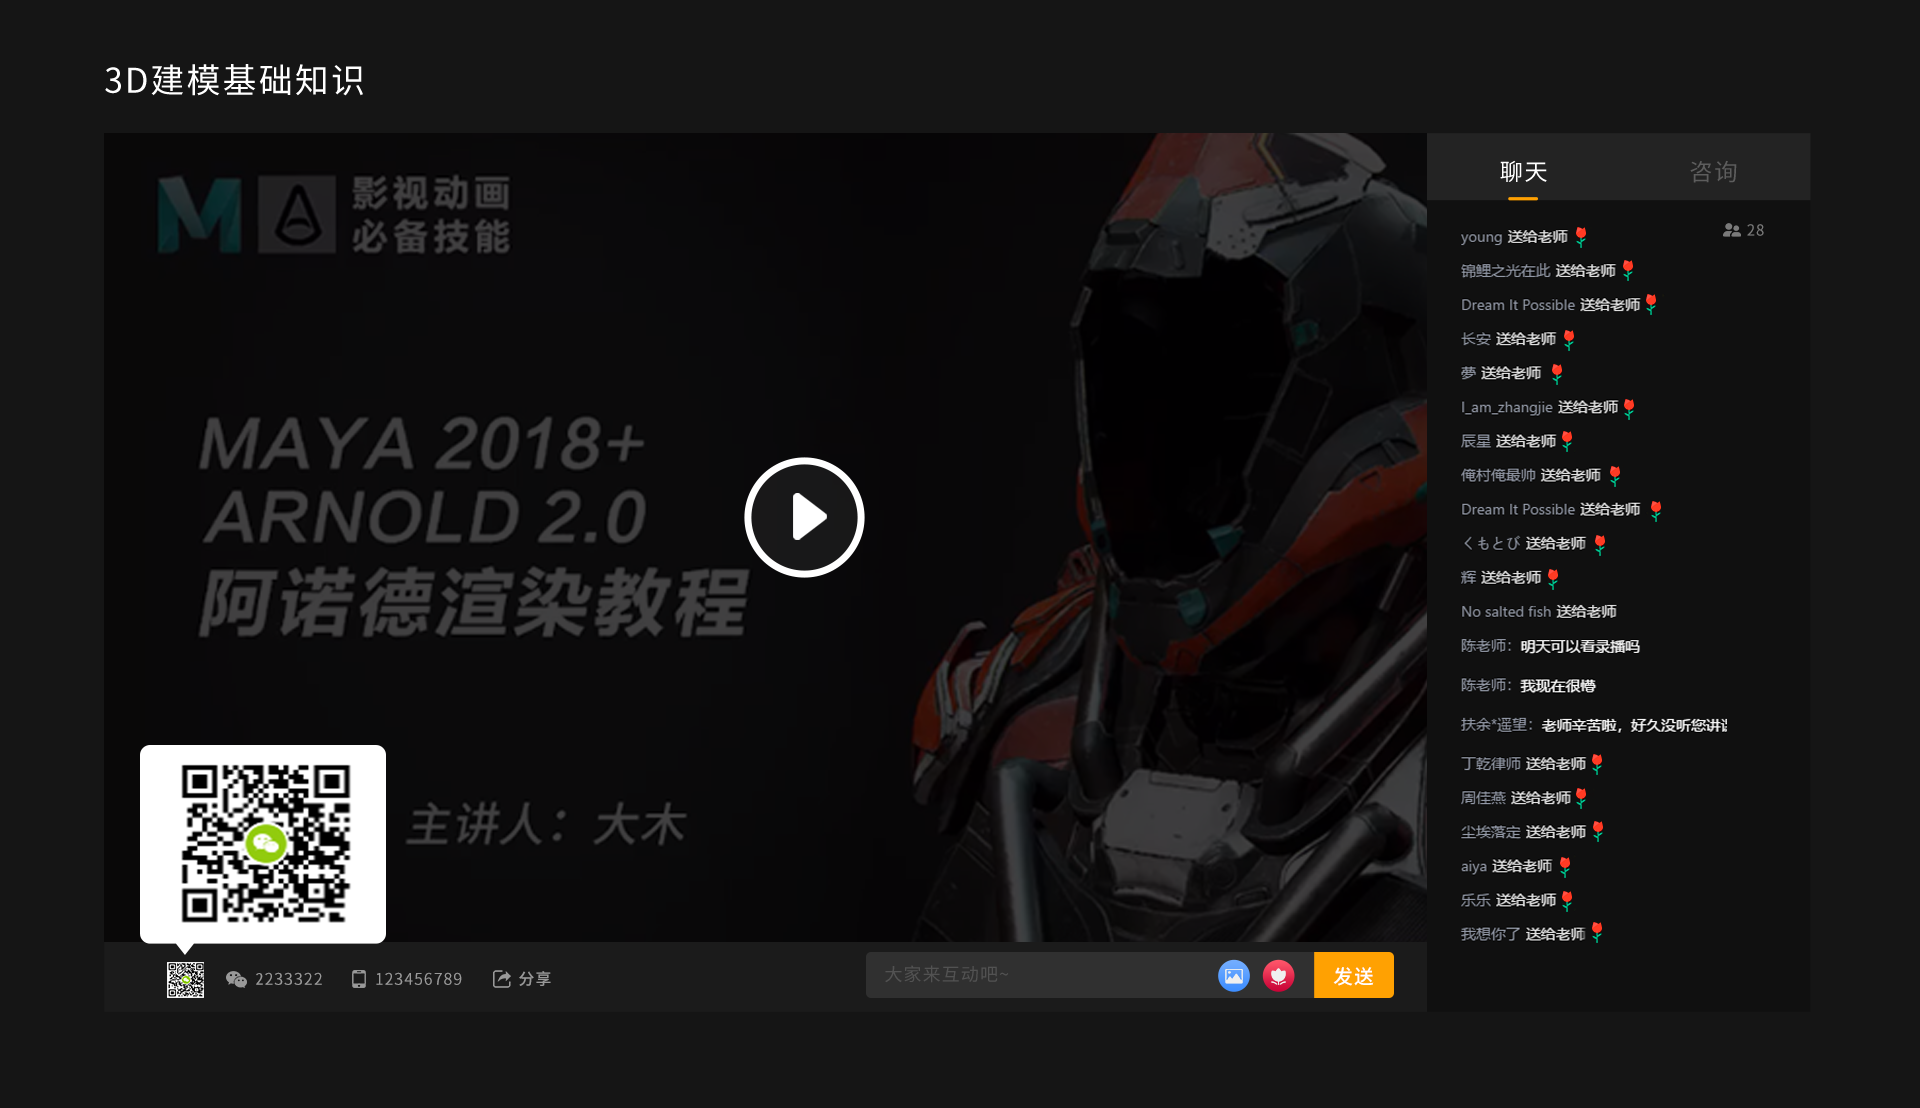 3D建模基础知识
影视动画
必备技能
MAYA 2018+
ARNOLD 2.0
阿诺德渲染教程
主讲人：大木
2233322
123456789
分享
大家来互动吧~
发送
聊天
咨询
28
young 送给老师
锦鲤之光在此 送给老师
Dream It Possible 送给老师
长安 送给老师
夢 送给老师
I_am_zhangjie 送给老师
辰星 送给老师
俺村俺最帅 送给老师
Dream It Possible 送给老师
くもとび 送给老师
辉 送给老师
No salted fish 送给老师
陈老师：明天可以看录播吗
陈老师：我现在很懵
扶余*遥望：老师辛苦啦，好久没听您讲
丁乾律师 送给老师
周佳燕 送给老师
尘埃落定 送给老师
aiya 送给老师
乐乐 送给老师
我想你了 送给老师